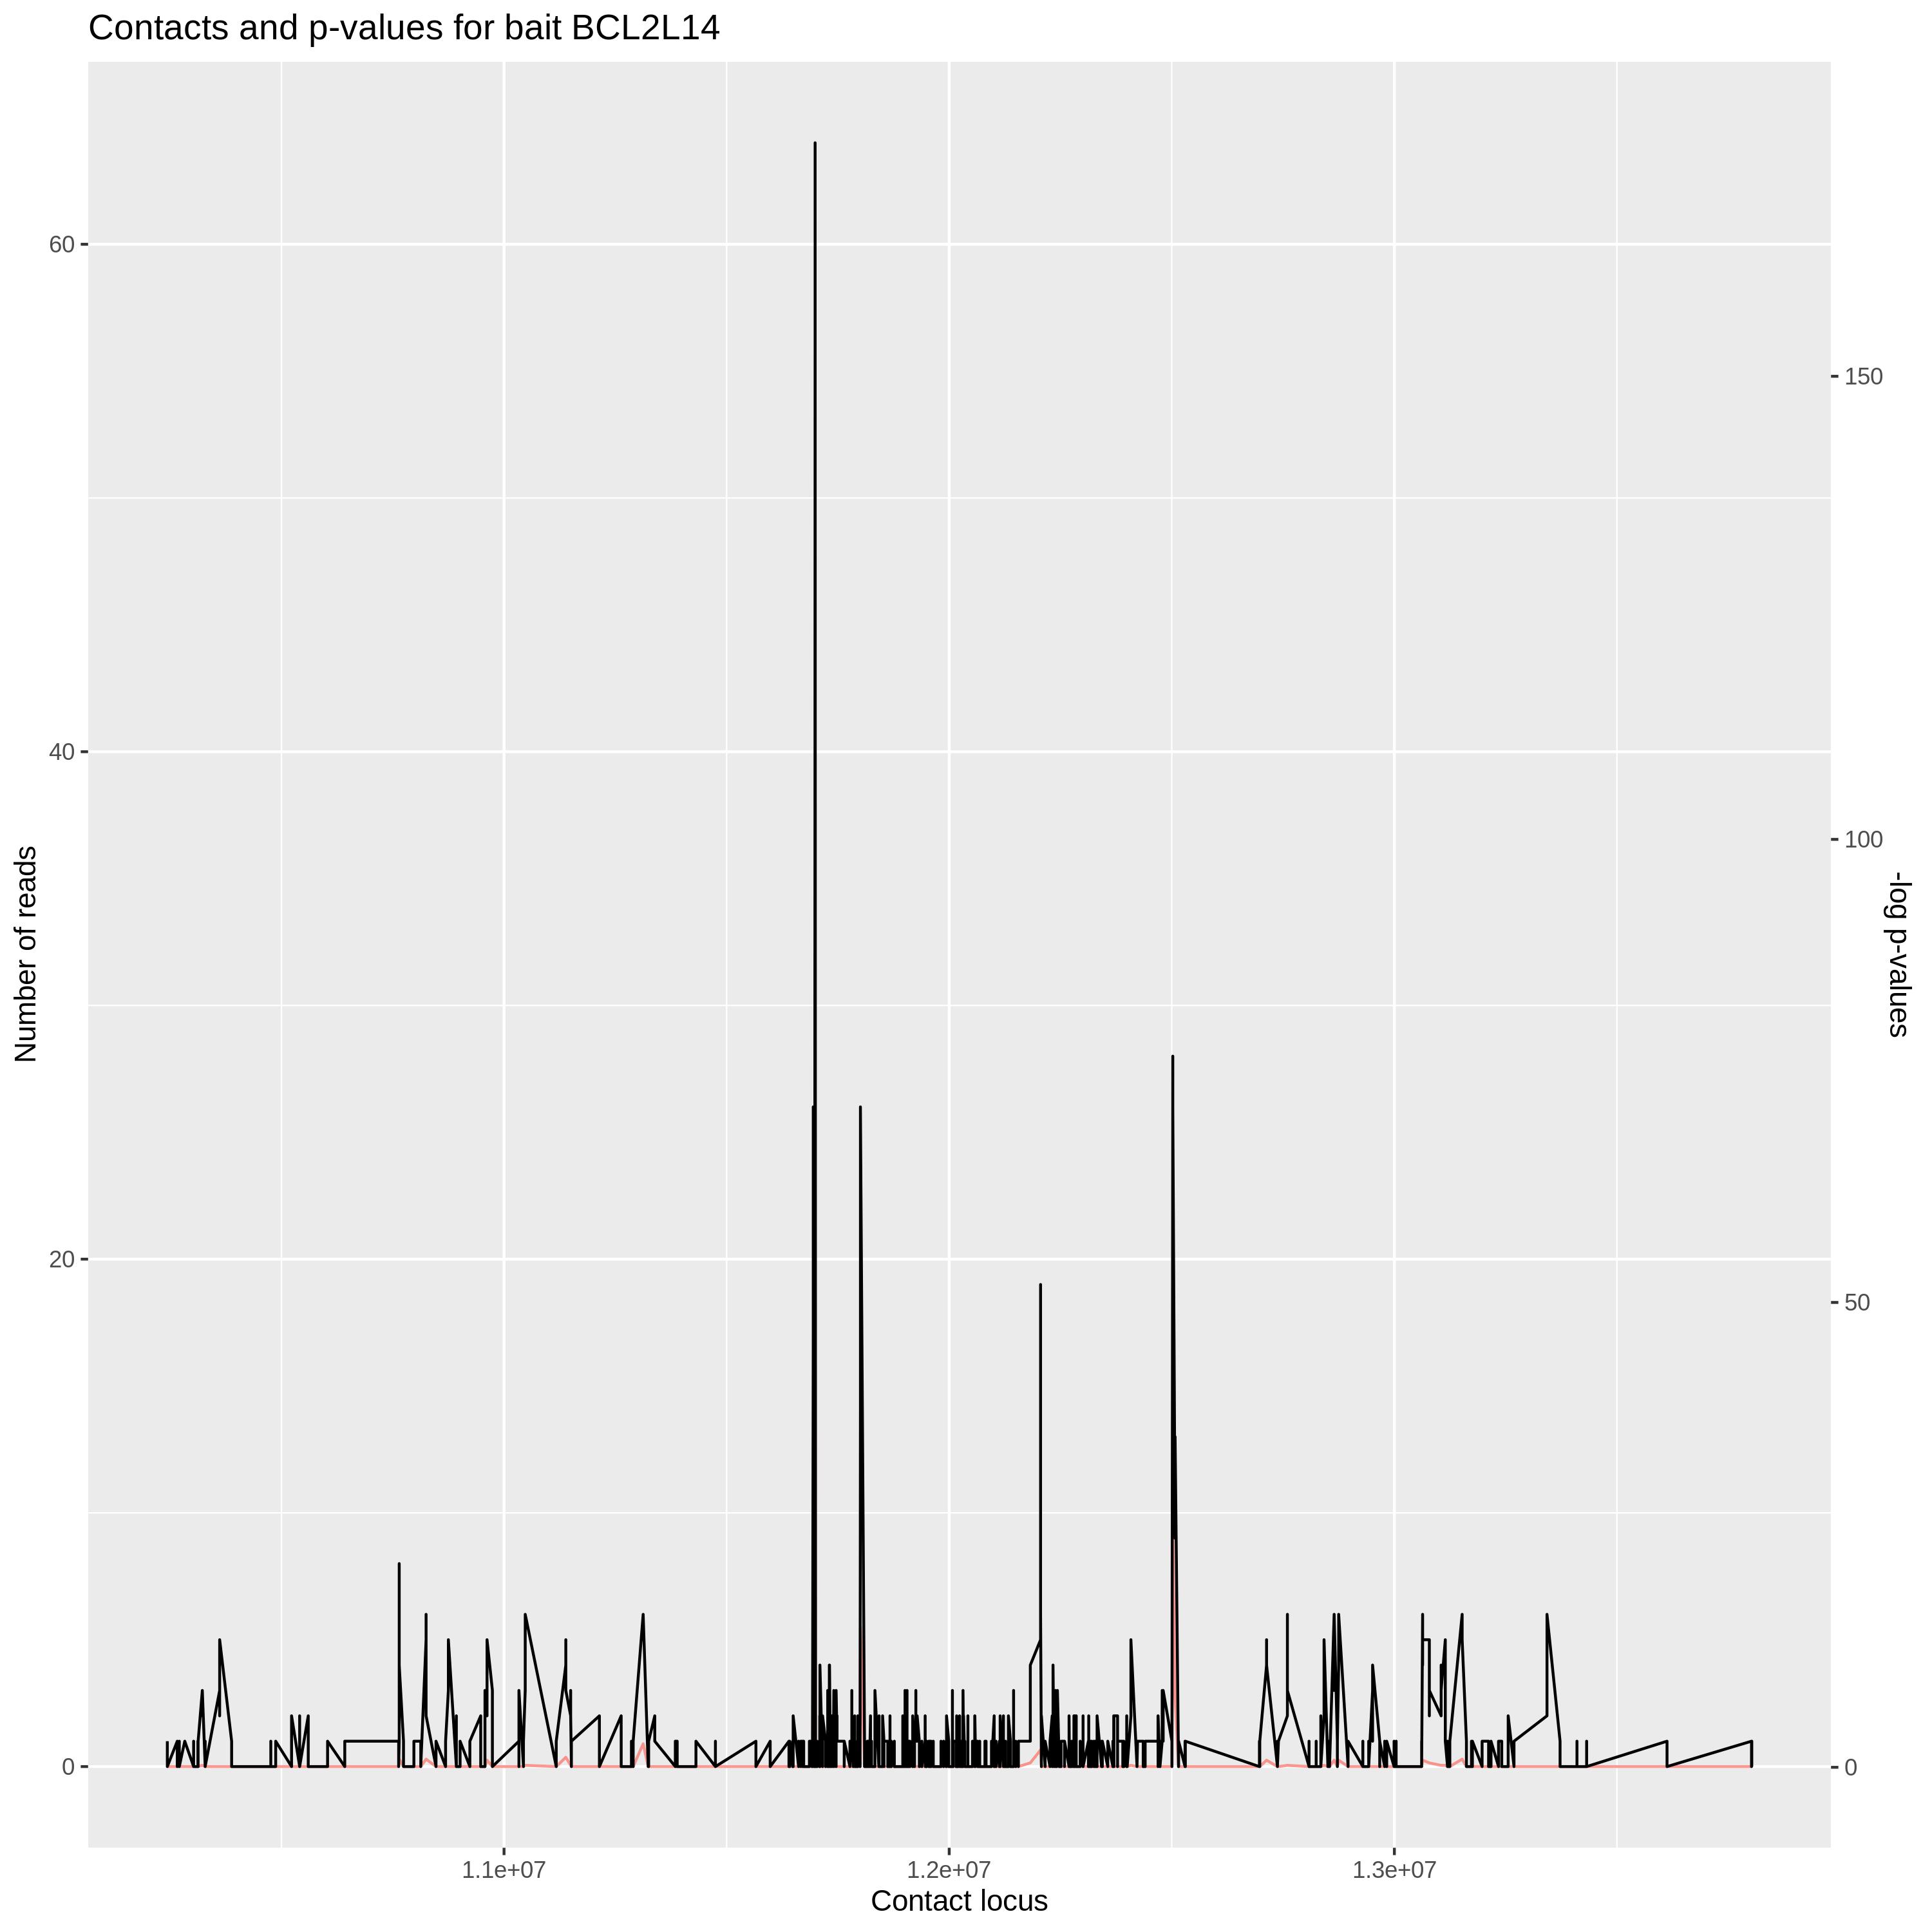 Contacts and p-values for bait BCL2L14
60
40
20
0
150
100
50
0
Number of reads
-log p-values
1.1e+07
1.2e+07
1.3e+07
Contact locus